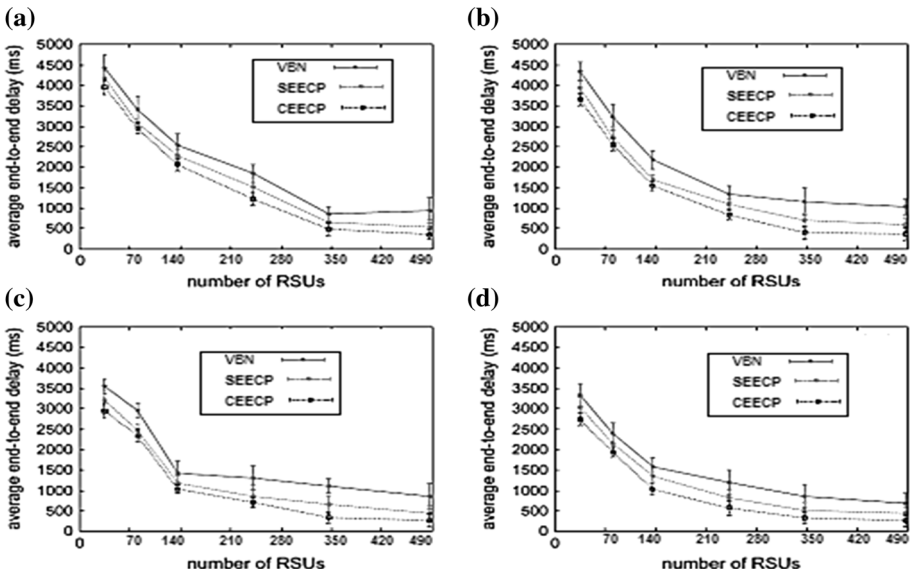 (a)
average end-to-end delay (ms)
5000
4500
4000
3500
3000
2500
2000
1500
1000
500
0
VBN
SEECP
CEECP
0 70 140 210 280 350 420 490
number of RSUs
(b)
average end-to-end delay (ms)
5000
4500
4000
3500
3000
2500
2000
1500
1000
500
0
VBN
SEECP
CEECP
0 70 140 210 280 350 420 490
number of RSUs
(c)
average end-to-end delay (ms)
5000
4500
4000
3500
3000
2500
2000
1500
1000
500
0
VBN
SEECP
CEECP
0 70 140 210 280 350 420 490
number of RSUs
(d)
average end-to-end delay (ms)
5000
4500
4000
3500
3000
2500
2000
1500
1000
500
0
VBN
SEECP
CEECP
0 70 140 210 280 350 420 490
number of RSUs